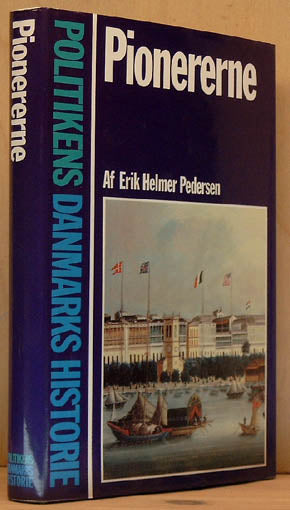 Pionererne
POLITIKENS DANMARKS HISTORIE
POLITIKENS
DANMARKS
HISTORIE
Pionererne
Af Erik Helmer Pedersen